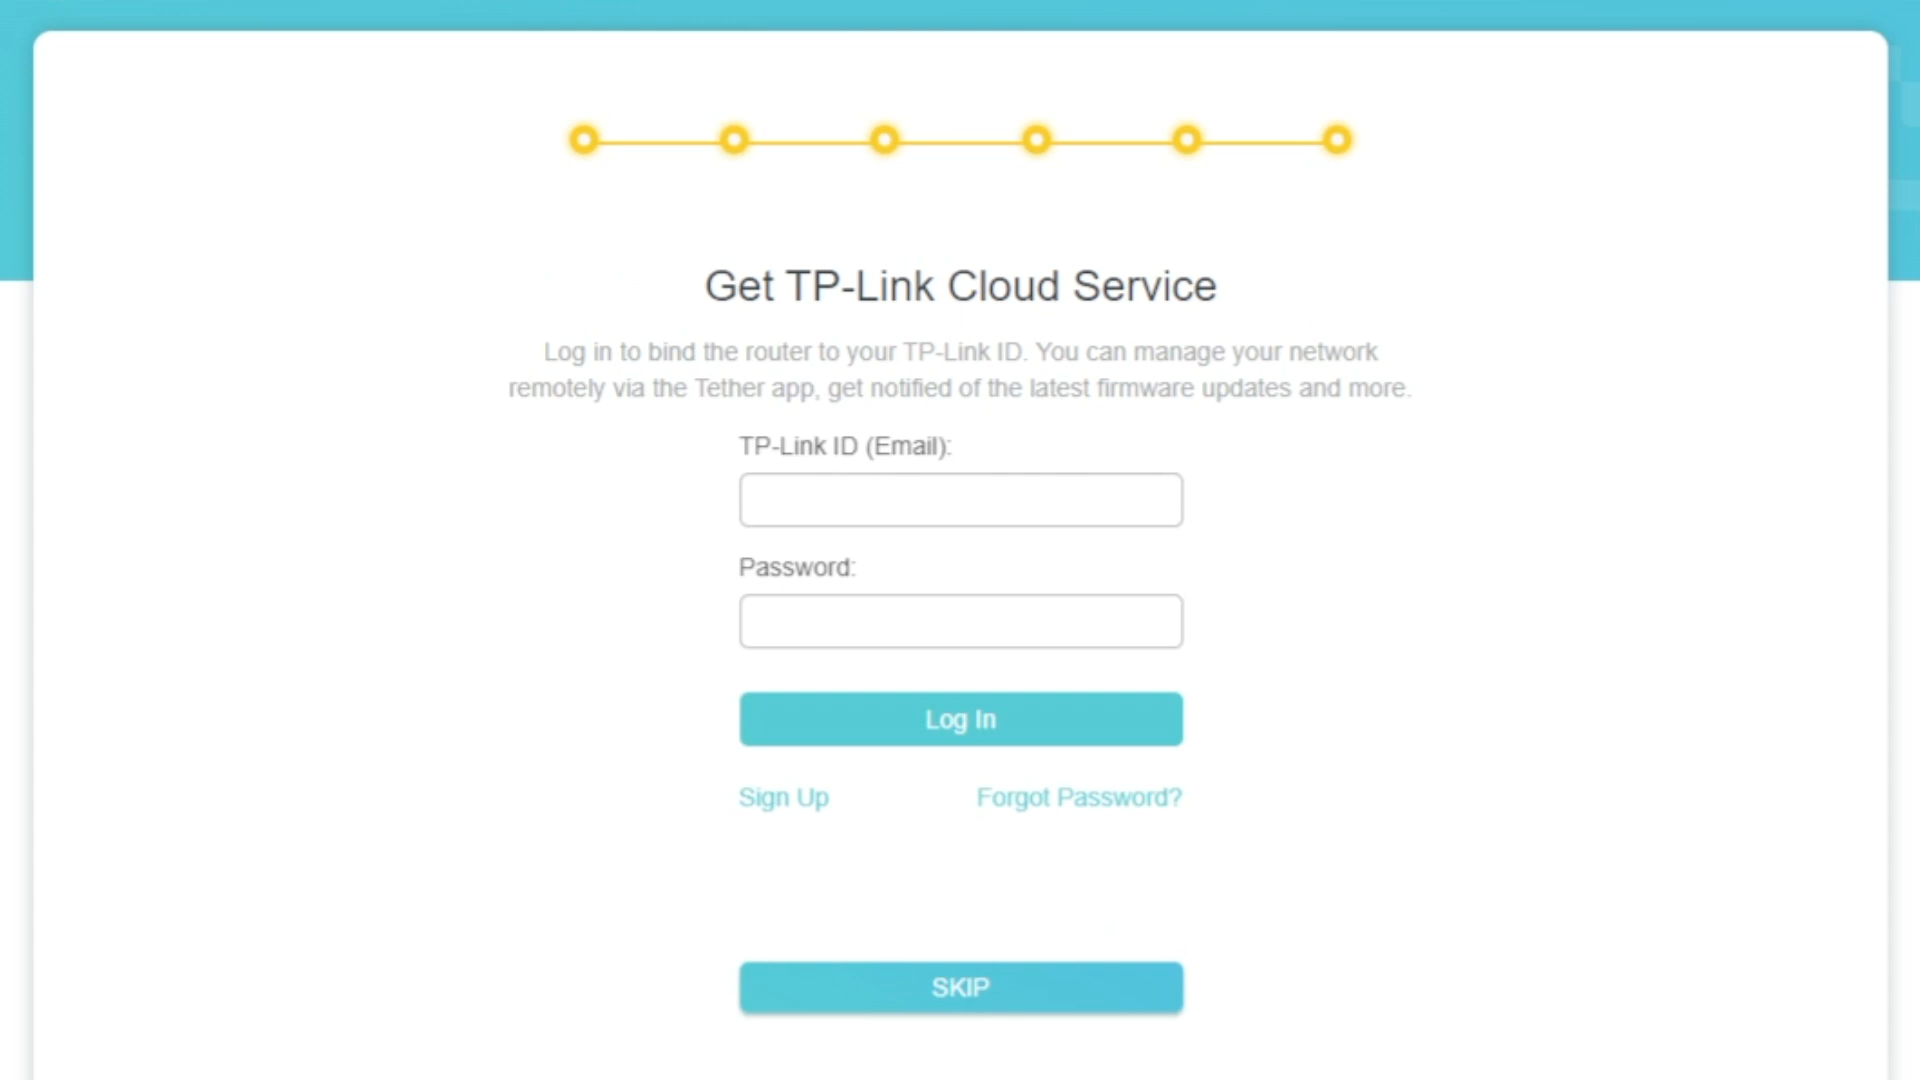 Get TP-Link Cloud Service
Log in to bind the router to your TP-Link ID. You can manage your network
remotely via the Tether app, get notified of the latest firmware updates and more.
TP-Link ID (Email):
Password:
Log In
Sign Up
Forgot Password?
SKIP